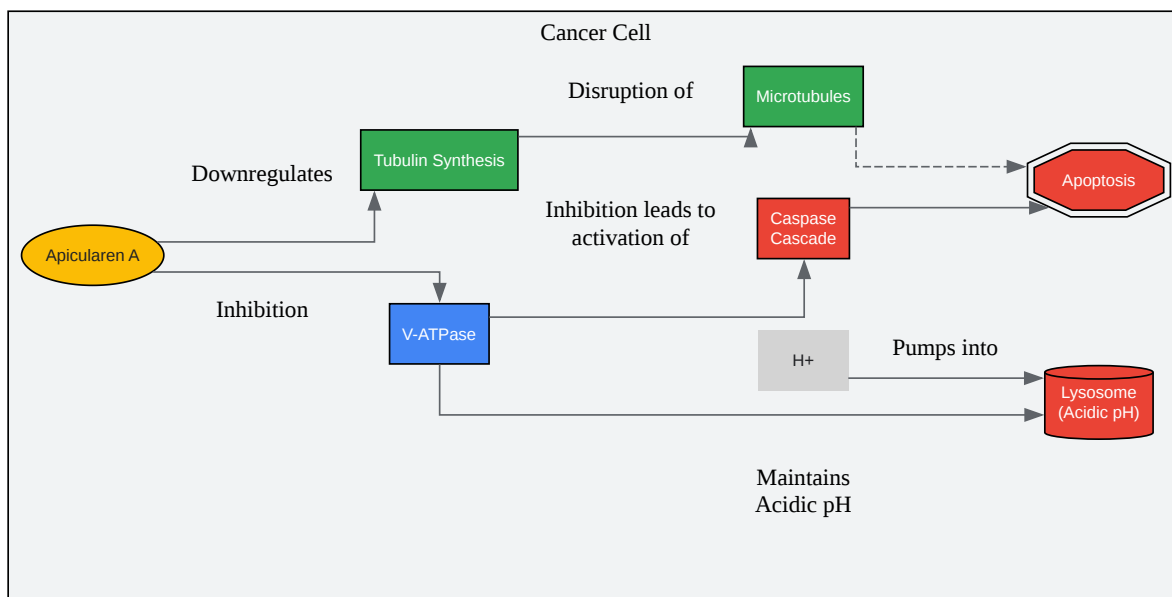 Cancer Cell
Disruption of
Microtubules
Tubulin Synthesis
Downregulates
Apoptosis
Inhibition leads to
activation of
Caspase
Cascade
Apicularen A
Inhibition
V-ATPase
H+
Pumps into
Lysosome
(Acidic pH)
Maintains
Acidic pH